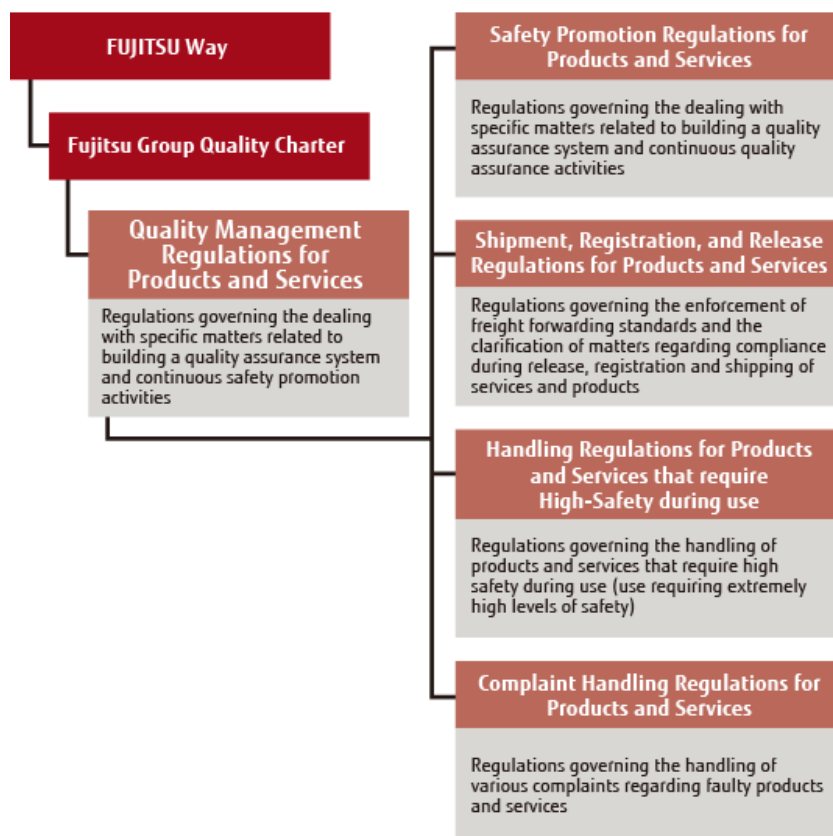 FUJITSU Way
Fujitsu Group Quality Charter
Quality Management
Regulations for
Products and Services
Regulations governing the dealing
with specific matters related to
building a quality assurance system
and continuous safety promotion
activities
Safety Promotion Regulations for
Products and Services
Regulations governing the dealing with
specific matters related to building a quality
assurance system and continuous quality
assurance activities
Shipment, Registration, and Release
Regulations for Products and Services
Regulations governing the enforcement of
freight forwarding standards and the
clarification of matters regarding compliance
during release, registration and shipping of
services and products
Handling Regulations for Products
and Services that require
High-Safety during use
Regulations governing the handling of
products and services that require high
safety during use (use requiring extremely
high levels of safety)
Complaint Handling Regulations for
Products and Services
Regulations governing the handling of
various complaints regarding faulty products
and services